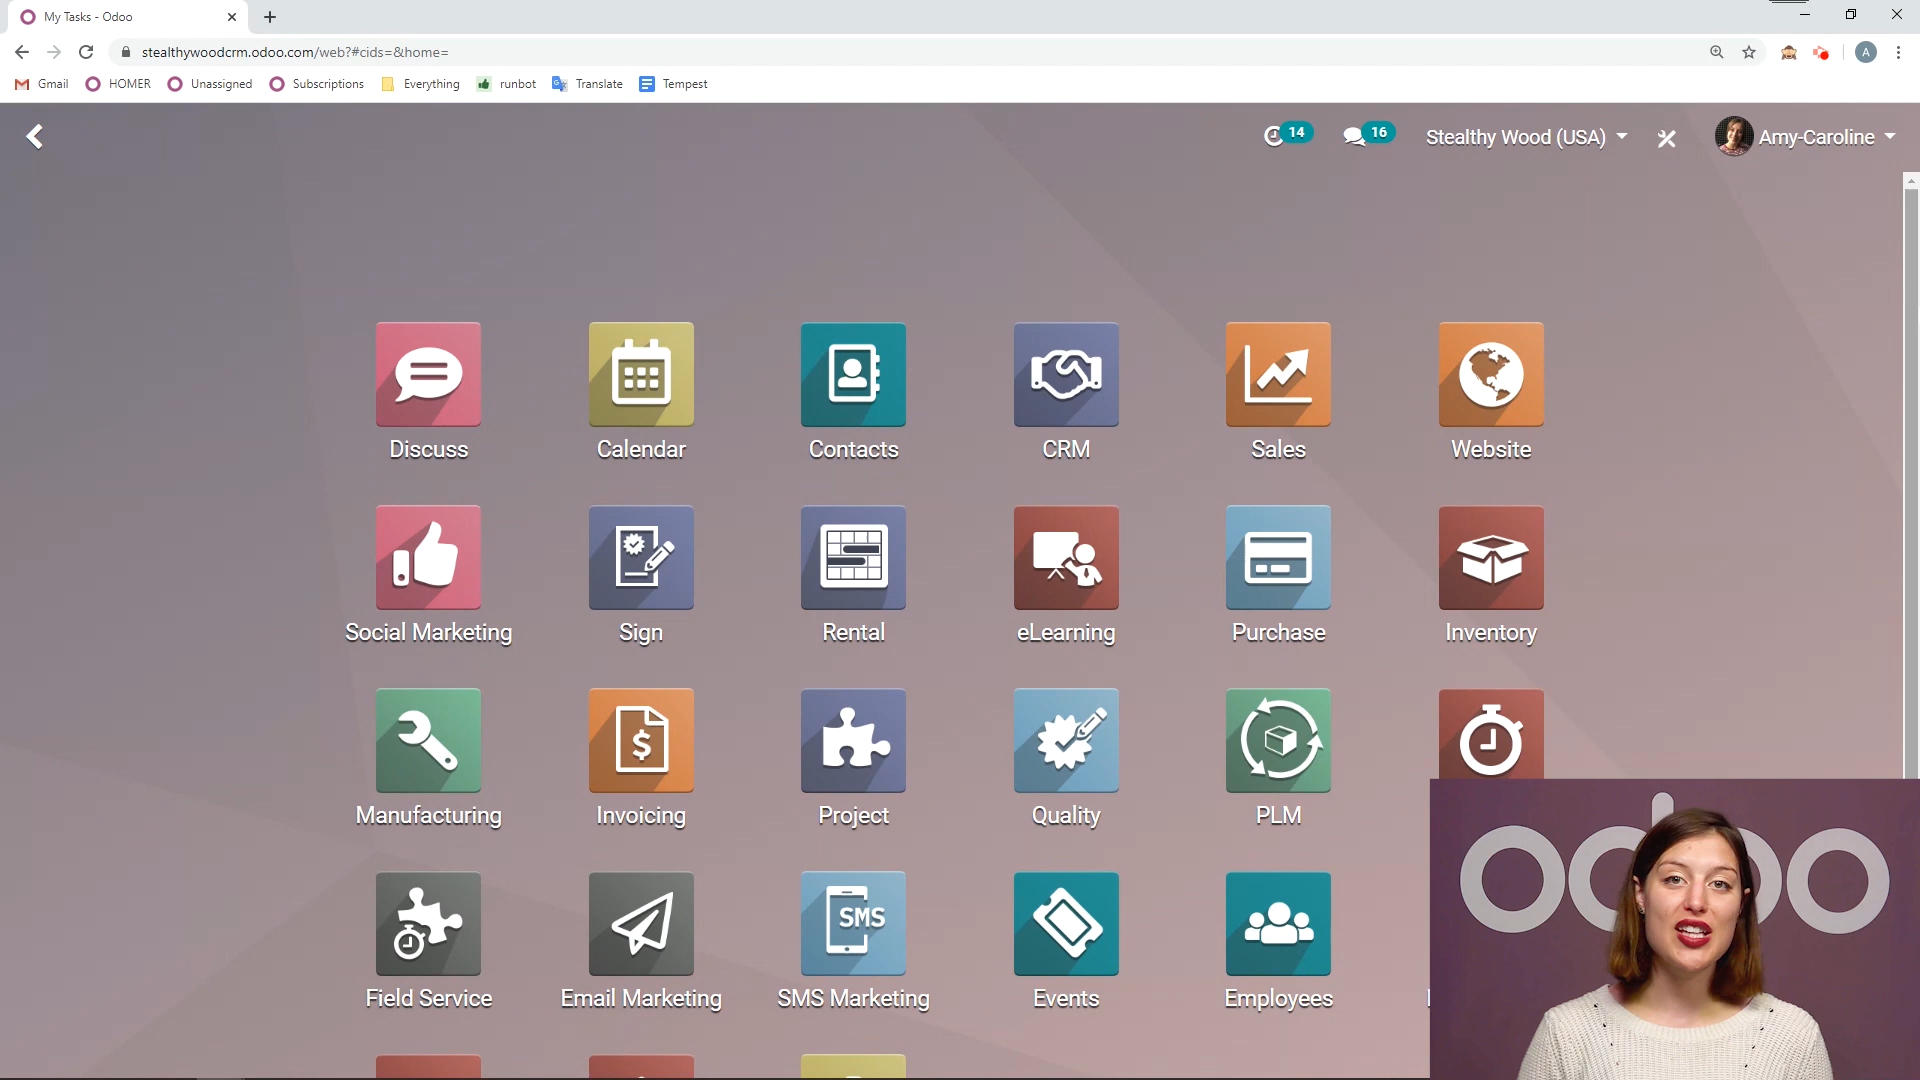 My Tasks - Odoo
stealthywoodcrm.odoo.com/web?#cids=&home=
A
Gmail HOMER Unassigned Subscriptions Everything runbot Translate Tempest
14 16 Stealthy Wood (USA) Amy-Caroline
Discuss Calendar Contacts CRM Sales Website
Social Marketing Sign Rental eLearning Purchase Inventory
Manufacturing Invoicing Project Quality PLM
SMS
Field Service Email Marketing SMS Marketing Events Employees
odoo